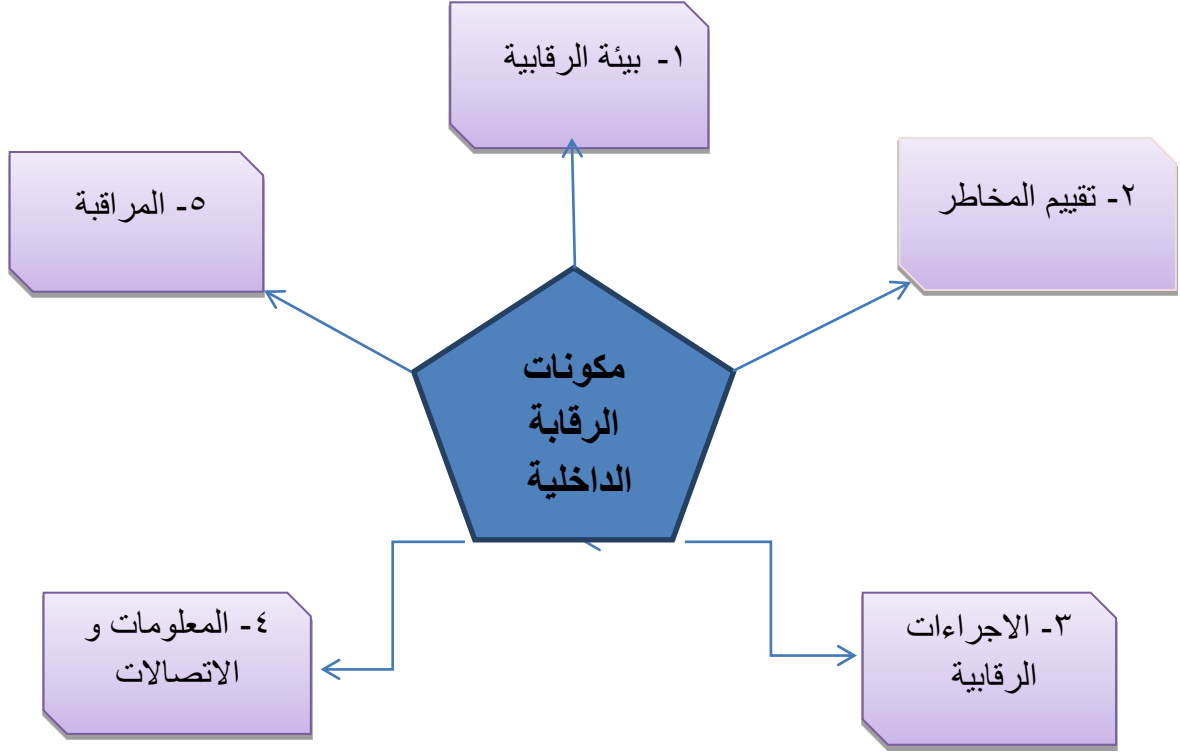 ١- بيئة الرقابية
٢- تقييم المخاطر
٥- المراقبة
مكونات
الرقابة
الداخلية
٣- الاجراءات
الرقابية
٤- المعلومات و
الاتصالات